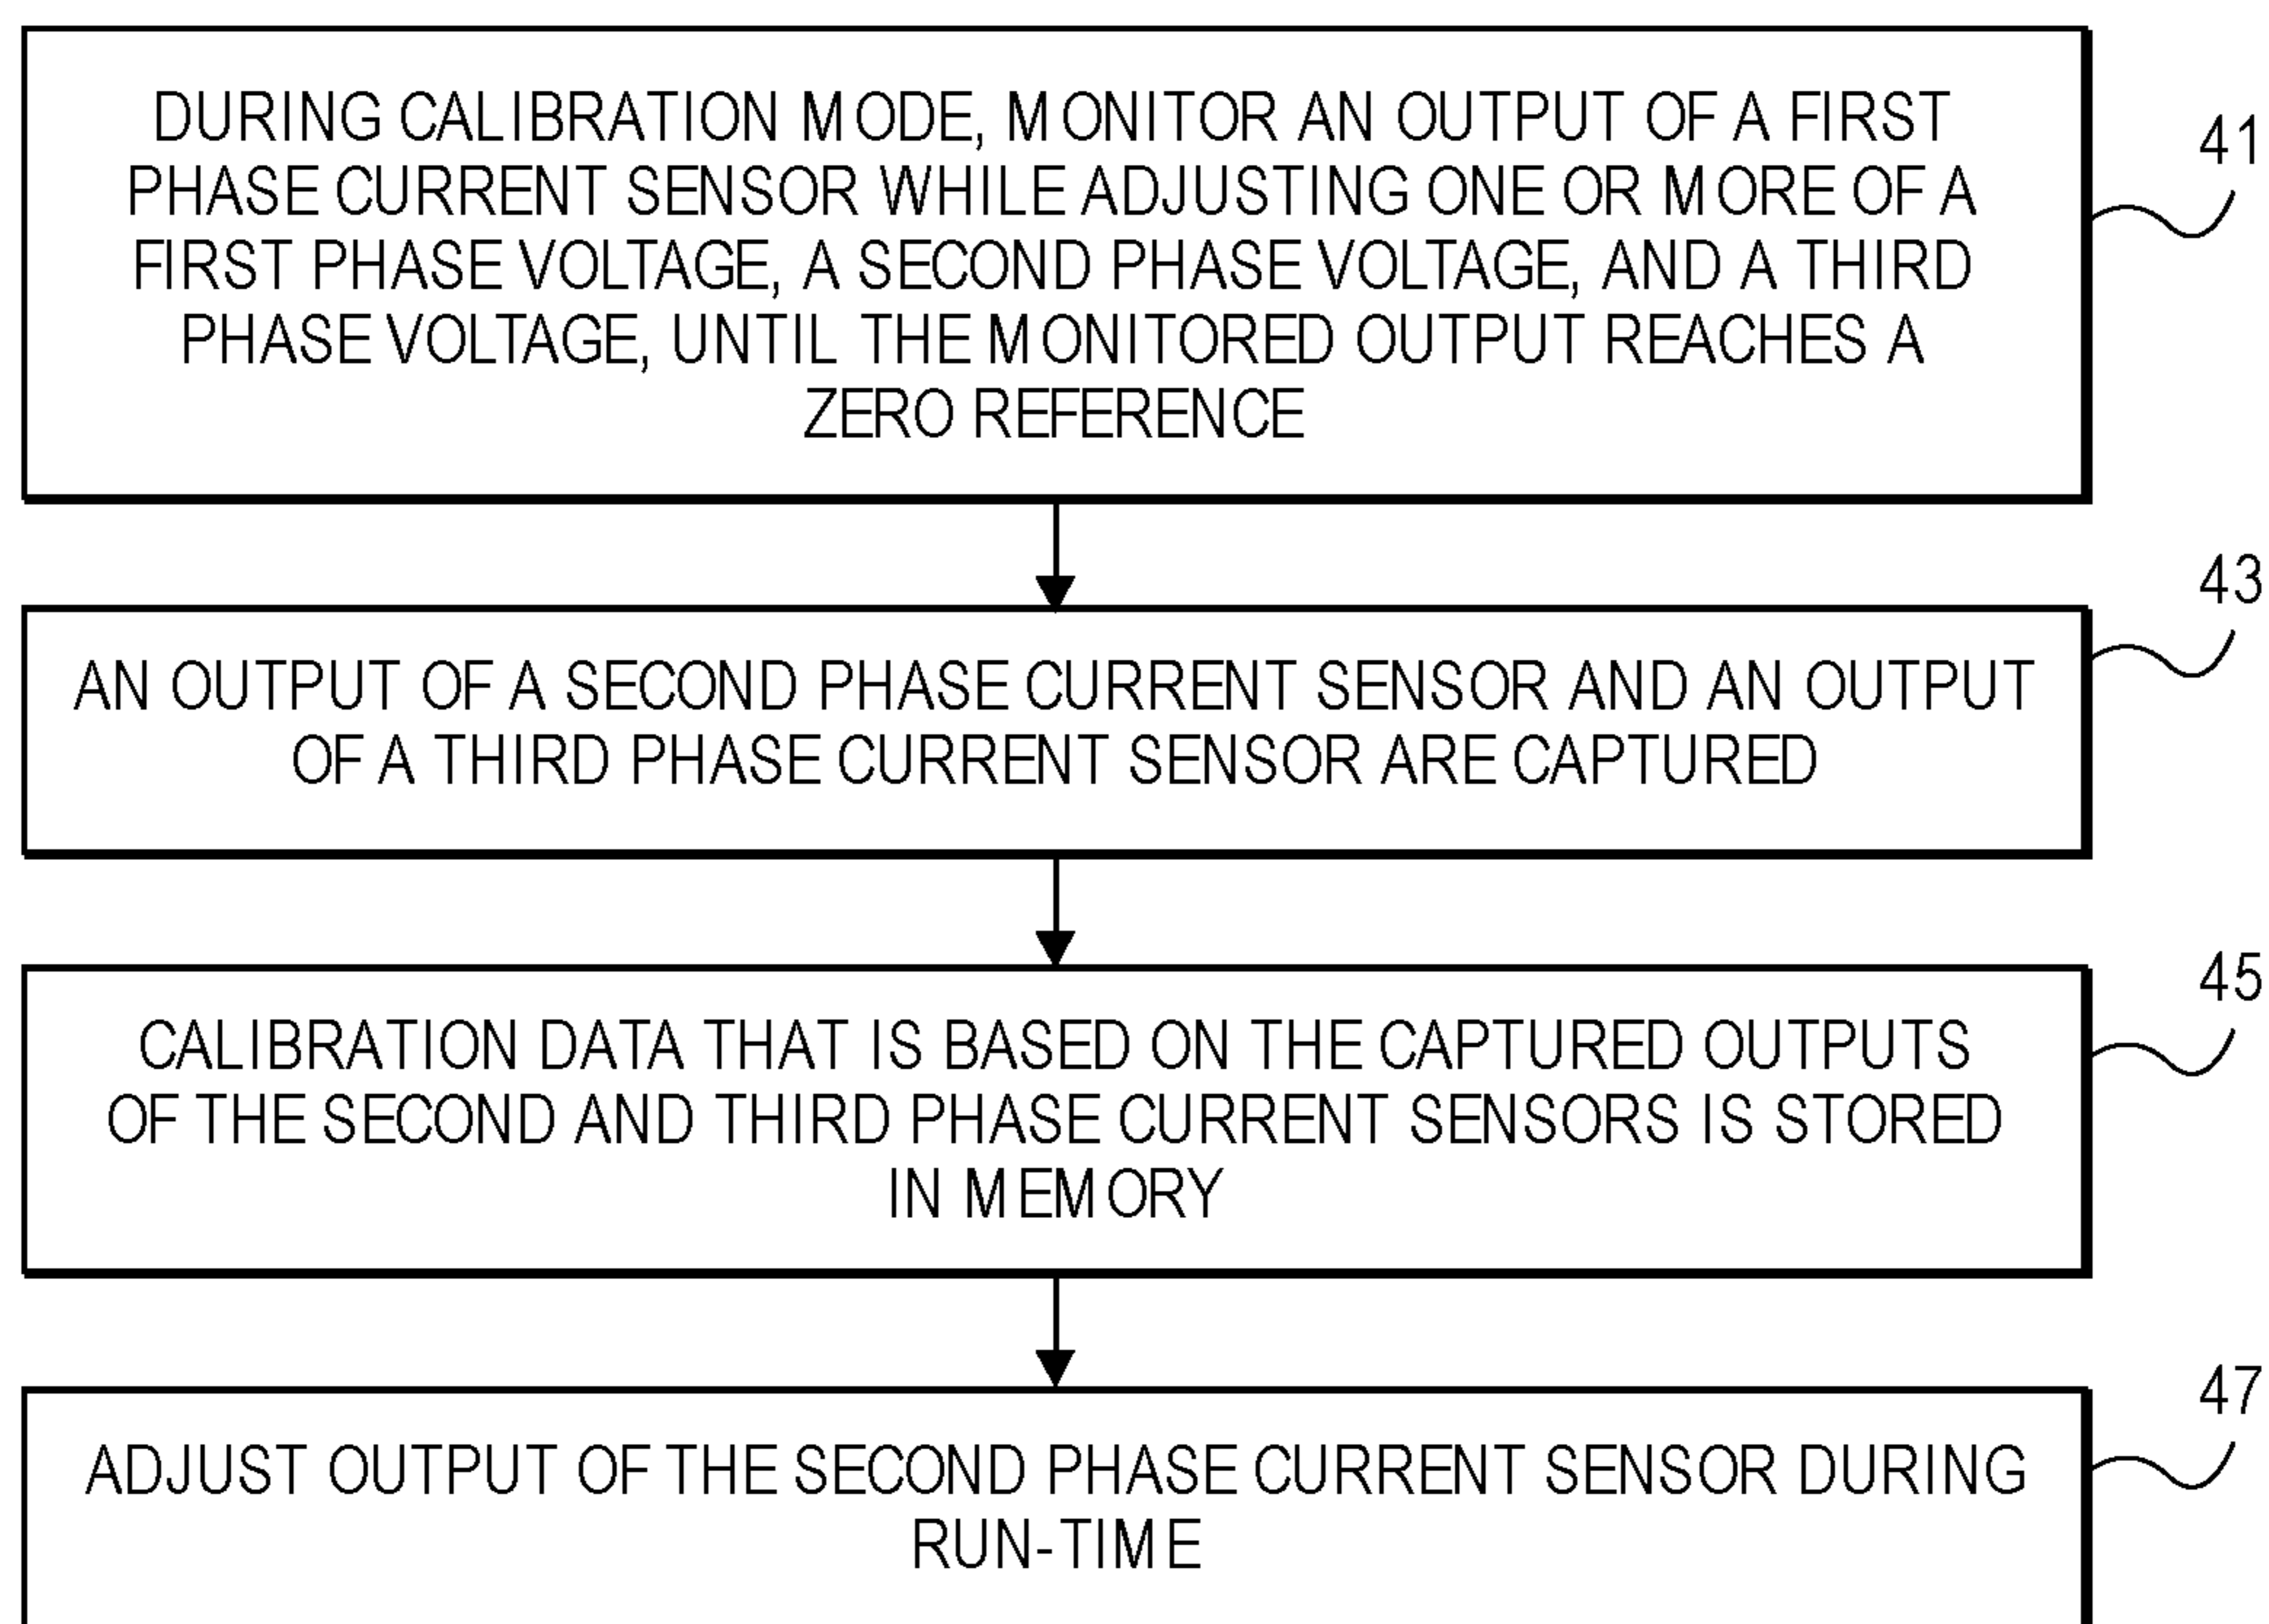 DURING CALIBRATION MODE, MONITOR AN OUTPUT OF A FIRST
PHASE CURRENT SENSOR WHILE ADJUSTING ONE OR MORE OF A
FIRST PHASE VOLTAGE, A SECOND PHASE VOLTAGE, AND A THIRD
PHASE VOLTAGE, UNTIL THE MONITORED OUTPUT REACHES A
ZERO REFERENCE
41
43
AN OUTPUT OF A SECOND PHASE CURRENT SENSOR AND AN OUTPUT
OF A THIRD PHASE CURRENT SENSOR ARE CAPTURED
45
CALIBRATION DATA THAT IS BASED ON THE CAPTURED OUTPUTS
OF THE SECOND AND THIRD PHASE CURRENT SENSORS IS STORED
IN MEMORY
47
ADJUST OUTPUT OF THE SECOND PHASE CURRENT SENSOR DURING
RUN-TIME